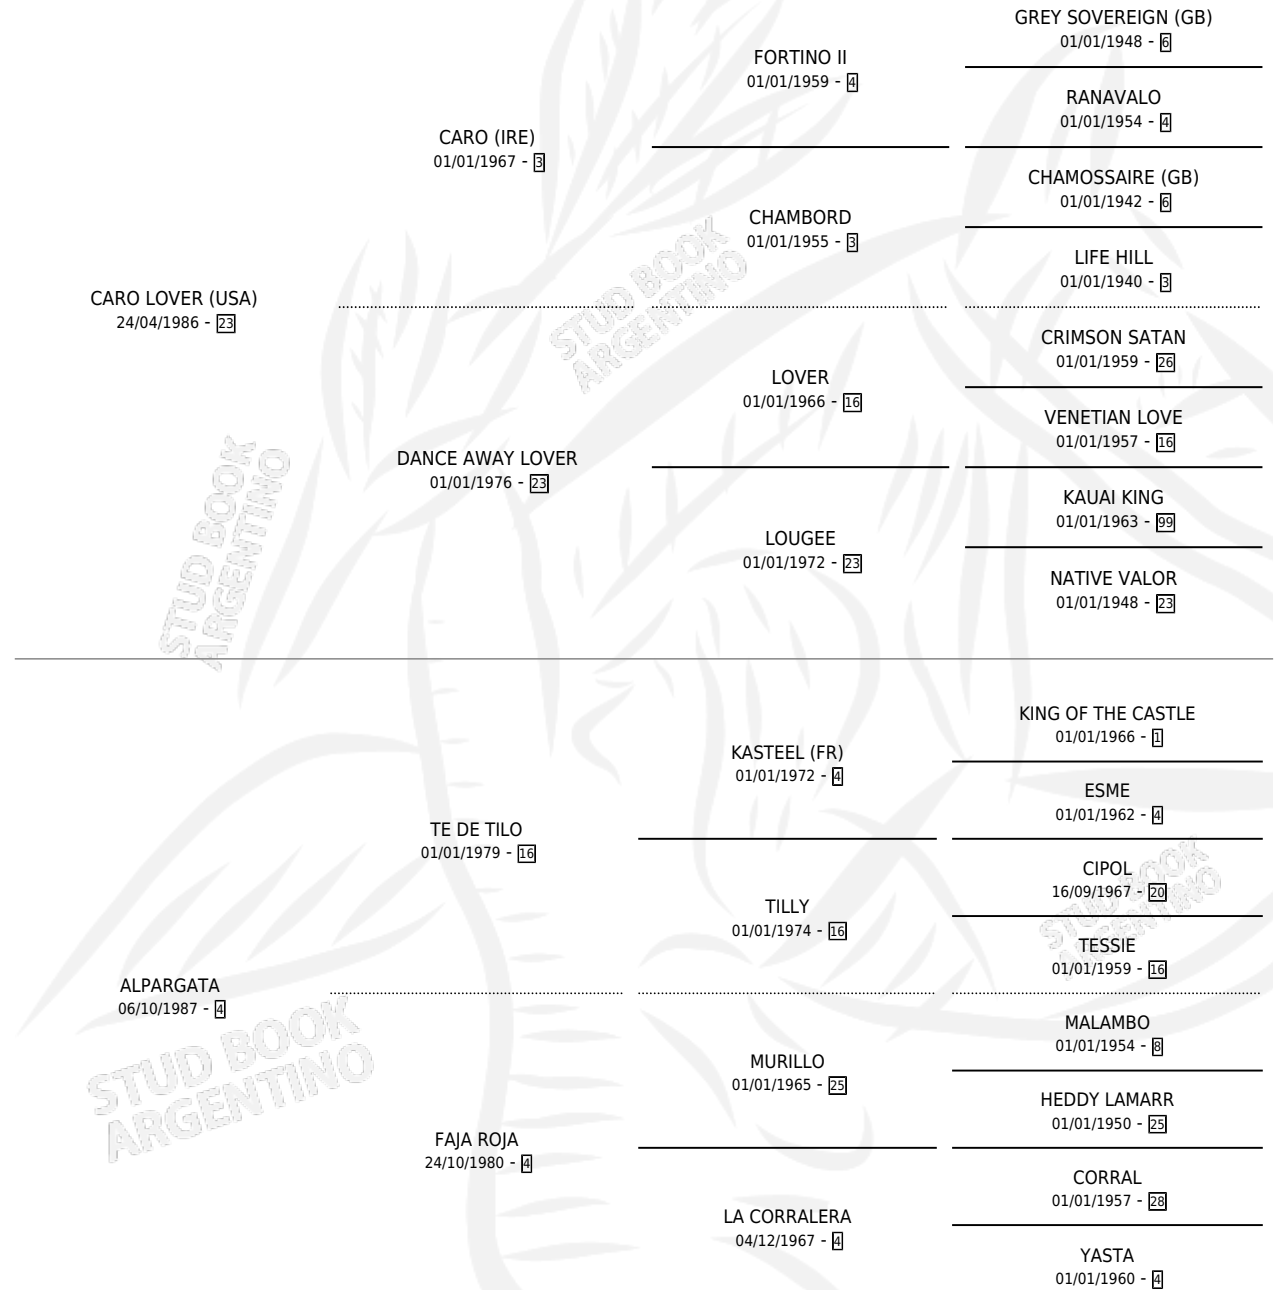 GREY SOVEREIGN (GB)
01/01/1948 - 6
FORTINO II
01/01/1959 - 4
RANAVALO
01/01/1954 - 4
CARO (IRE)
01/01/1967 - 3
CHAMOSSAIRE (GB)
01/01/1942 - 6
CHAMBORD
01/01/1955 - 3
LIFE HILL
01/01/1940 - 3
CARO LOVER (USA)
24/04/1986 - 23
CRIMSON SATAN
01/01/1959 - 26
LOVER
01/01/1966 - 16
VENETIAN LOVE
01/01/1957 - 16
DANCE AWAY LOVER
01/01/1976 - 23
KAUAI KING
01/01/1963 - 99
LOUGEE
01/01/1972 - 23
NATIVE VALOR
01/01/1948 - 23
KING OF THE CASTLE
01/01/1966 - 1
KASTEEL (FR)
01/01/1972 - 4
ESME
01/01/1962 - 4
TE DE TILO
01/01/1979 - 16
CIPOL
16/09/1967 - 20
TILLY
01/01/1974 - 16
TESSIE
01/01/1959 - 16
ALPARGATA
06/10/1987 - 4
MALAMBO
01/01/1954 - 8
MURILLO
01/01/1965 - 25
HEDDY LAMARR
01/01/1950 - 25
FAJA ROJA
24/10/1980 - 4
CORRAL
01/01/1957 - 28
LA CORRALERA
04/12/1967 - 4
YASTA
01/01/1960 - 4
STUD BOOK
ARGENTINO
STUD BOOK
ARGENTINO
STUD BOOK
ARGENTINO
STUD BOOK
ARGENTINO